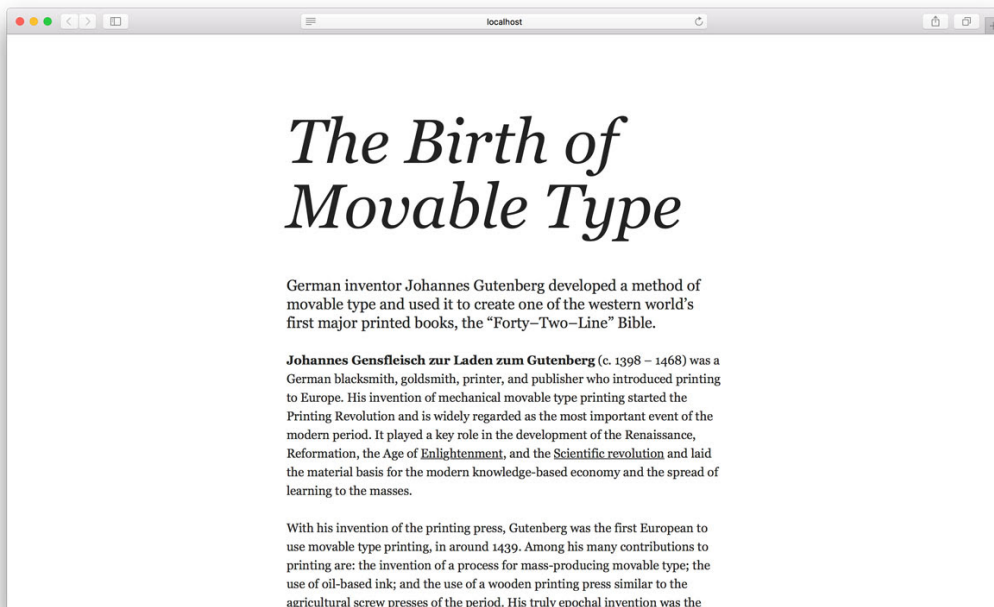 localhost
The Birth of
Movable Type
German inventor Johannes Gutenberg developed a method of
movable type and used it to create one of the western world’s
first major printed books, the “Forty–Two–Line” Bible.
Johannes Gensfleisch zur Laden zum Gutenberg (c. 1398 – 1468) was a
German blacksmith, goldsmith, printer, and publisher who introduced printing
to Europe. His invention of mechanical movable type printing started the
Printing Revolution and is widely regarded as the most important event of the
modern period. It played a key role in the development of the Renaissance,
Reformation, the Age of Enlightenment, and the Scientific revolution and laid
the material basis for the modern knowledge-based economy and the spread of
learning to the masses.
With his invention of the printing press, Gutenberg was the first European to
use movable type printing, in around 1439. Among his many contributions to
printing are: the invention of a process for mass-producing movable type; the
use of oil-based ink; and the use of a wooden printing press similar to the
agricultural screw presses of the period. His truly epochal invention was the